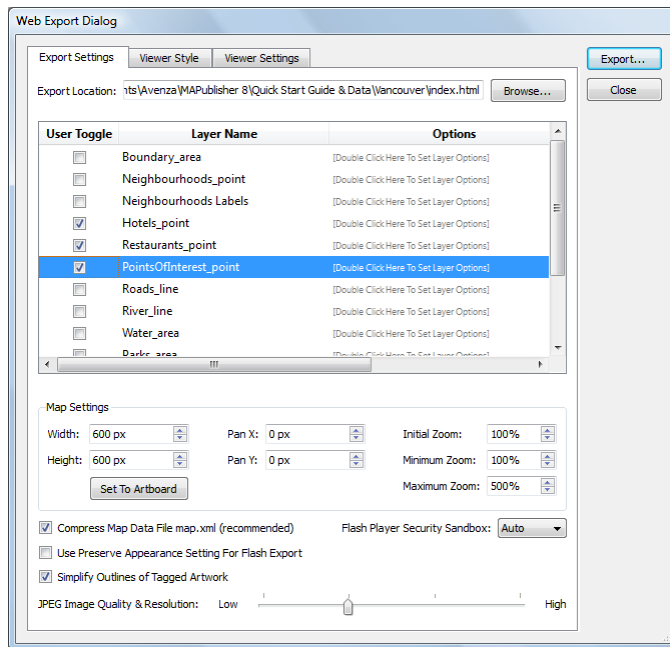 Web Export Dialog
Export Settings Viewer Style Viewer Settings
Export...
Close
Export Location: nts\Avenza\MAPublisher 8\Quick Start Guide & Data\Vancouver\index.html Browse...
User Toggle Layer Name Options
Boundary_area [Double Click Here To Set Layer Options]
Neighbourhoods_point [Double Click Here To Set Layer Options]
Neighbourhoods Labels [Double Click Here To Set Layer Options]
Hotels_point [Double Click Here To Set Layer Options]
Restaurants_point [Double Click Here To Set Layer Options]
PointsOfInterest_point [Double Click Here To Set Layer Options]
Roads_line [Double Click Here To Set Layer Options]
River_line [Double Click Here To Set Layer Options]
Water_area [Double Click Here To Set Layer Options]
Parks_area [Double Click Here To Set Layer Options]
Map Settings
Width: 600 px Pan X: 0 px Initial Zoom: 100%
Height: 600 px Pan Y: 0 px Minimum Zoom: 100%
Set To Artboard Maximum Zoom: 500%
Compress Map Data File map.xml (recommended) Flash Player Security Sandbox: Auto
Use Preserve Appearance Setting For Flash Export
Simplify Outlines of Tagged Artwork
JPEG Image Quality & Resolution: Low High